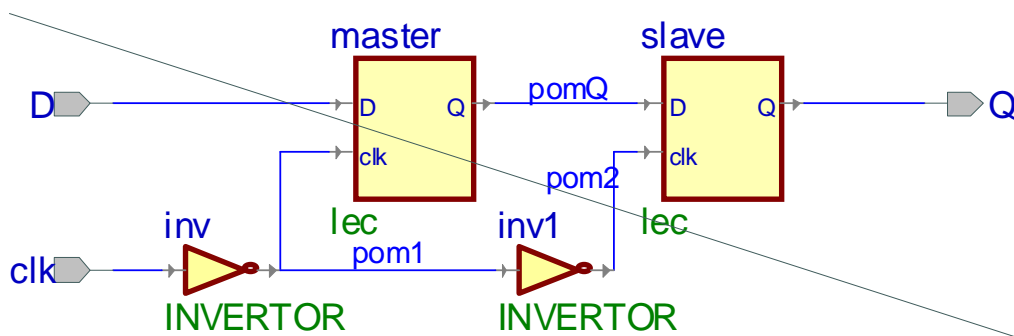 master
slave
D
D
Q
pomQ
D
Q
Q
clk
clk
pom2
lec
lec
inv
pom1
inv1
clk
INVERTOR
INVERTOR